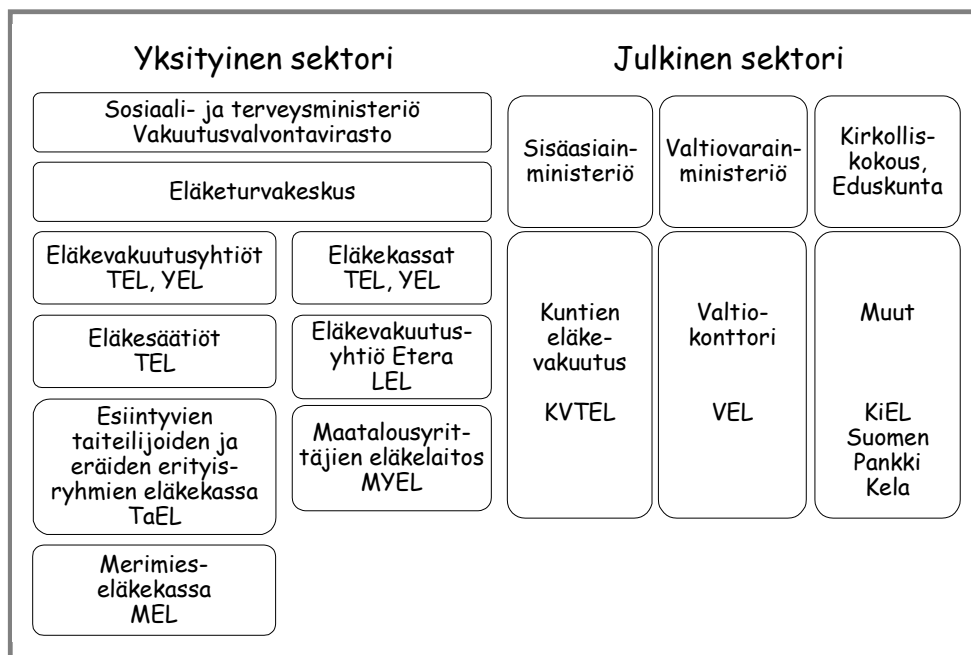 Yksityinen sektori
Sosiaali- ja terveysministeriö
Vakuutusvalvontavirasto
Eläketurvakeskus
Eläkevakuutusyhtiöt
TEL, YEL
Eläkekassat
TEL, YEL
Eläkesäätiöt
TEL
Eläkevakuutus-
yhtiö Etera
LEL
Esiintyvien
taiteilijoiden ja
eräiden erityis-
ryhmien eläkekassa
TaEL
Maatalousyrit-
täjien eläkelaitos
MYEL
Merimies-
eläkekassa
MEL
Julkinen sektori
Sisäasiain-
ministeriö
Valtiovarain-
ministeriö
Kirkollis-
kokous,
Eduskunta
Kuntien
eläke-
vakuutus
KVTEL
Valtio-
konttori
VEL
Muut
KiEL
Suomen
Pankki
Kela